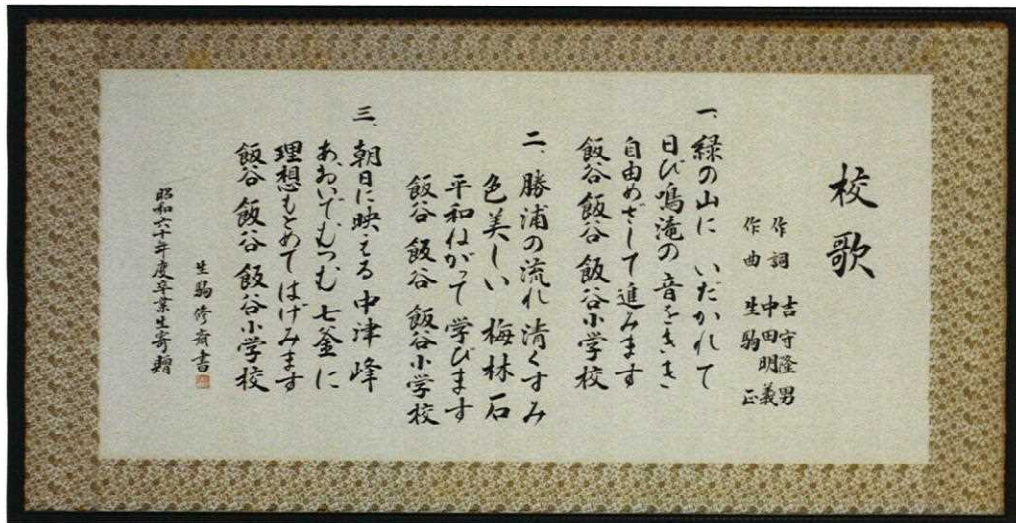 校歌
作詞 吉守隆男
中田明義
作曲 生駒 正
一、緑の山に いだかれて
日び鳴滝の 音をきき
自由めざして進みます
飯谷 飯谷 飯谷小学校
二、勝浦の流れ 清くすみ
色美しい 梅林石
平和ねがって 学びます
飯谷 飯谷 飯谷小学校
三、朝日に映える 中津峰
あおいでむつむ 七釜に
理想もとめて はげみます
飯谷 飯谷 飯谷小学校
生駒修斎書
昭和六十年度卒業生寄贈